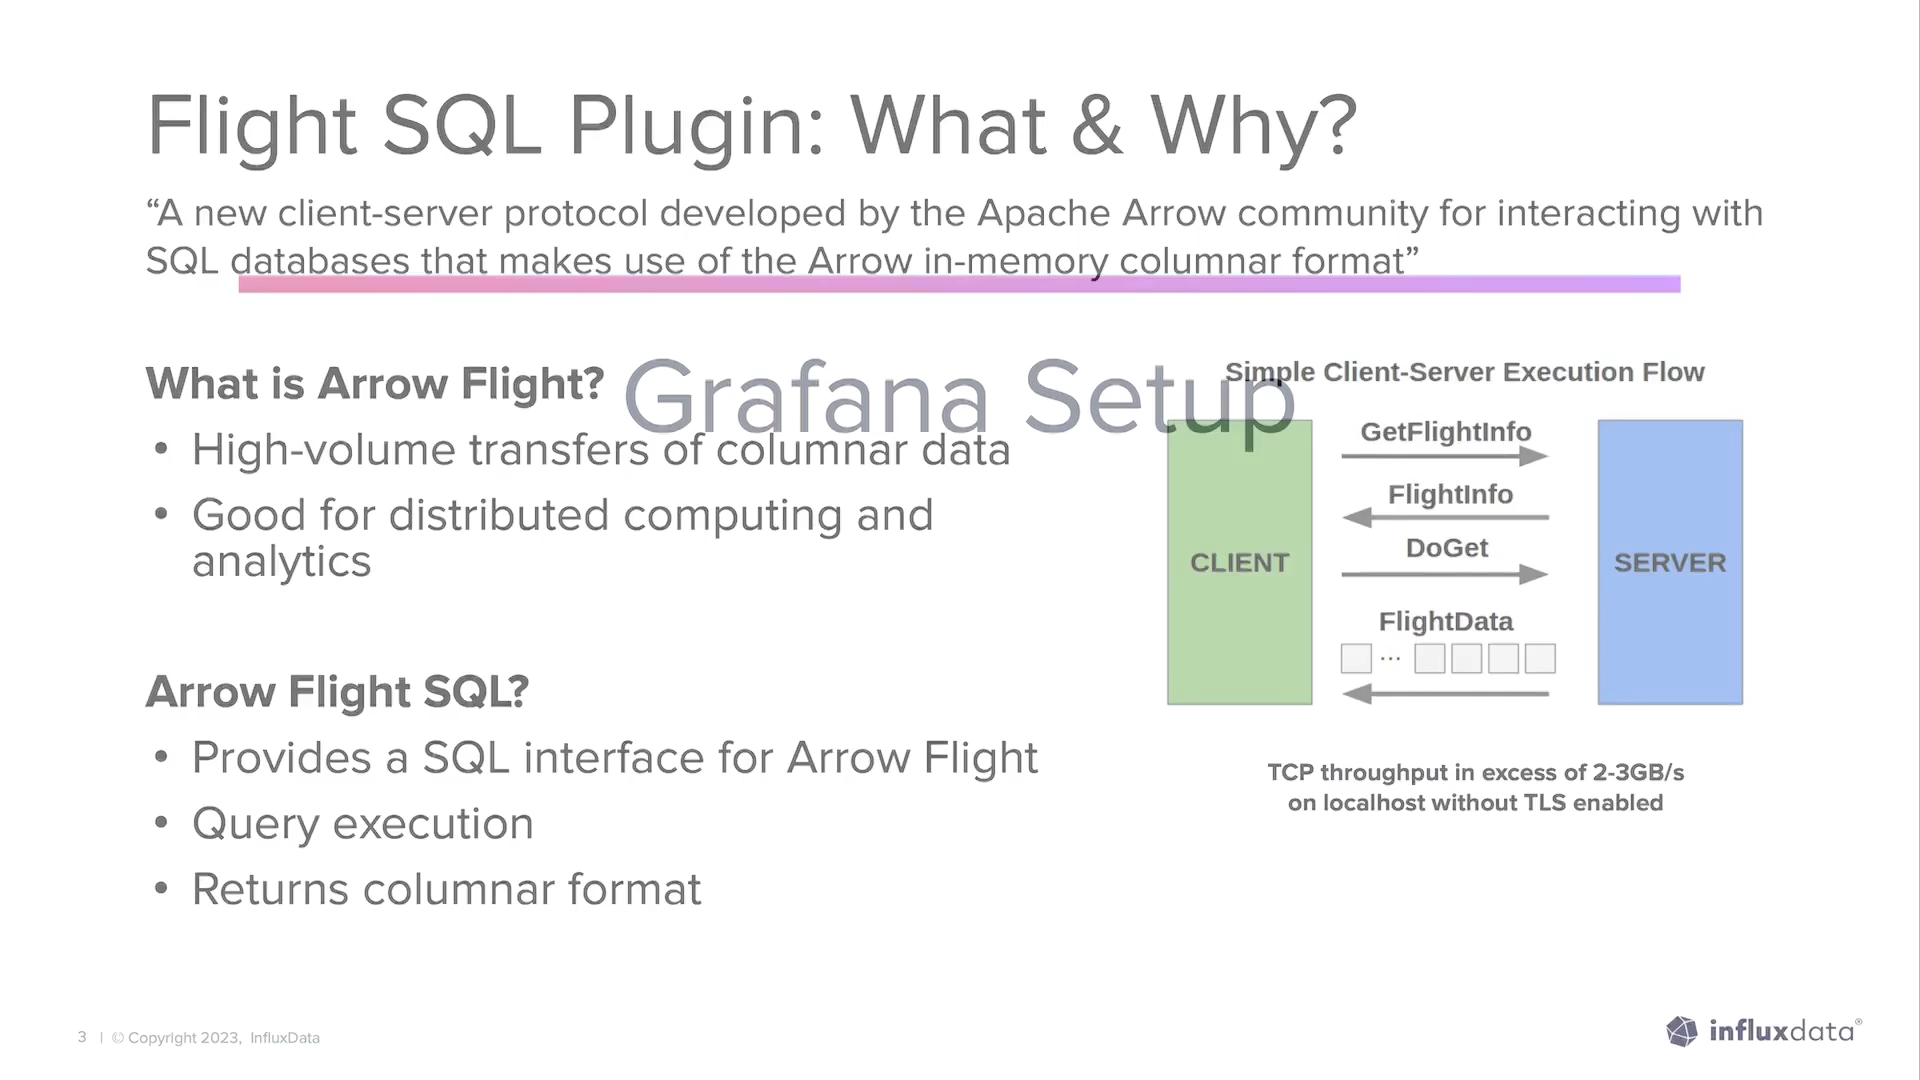 Flight SQL Plugin: What & Why?
“A new client-server protocol developed by the Apache Arrow community for interacting with
SQL databases that makes use of the Arrow in-memory columnar format”
Grafana Setup
What is Arrow Flight?
• High-volume transfers of columnar data
• Good for distributed computing and
analytics
Arrow Flight SQL?
• Provides a SQL interface for Arrow Flight
• Query execution
• Returns columnar format
Simple Client-Server Execution Flow
CLIENT
GetFlightInfo
FlightInfo
DoGet
FlightData
...
SERVER
TCP throughput in excess of 2-3GB/s
on localhost without TLS enabled
3 | © Copyright 2023, InfluxData
influxdata®